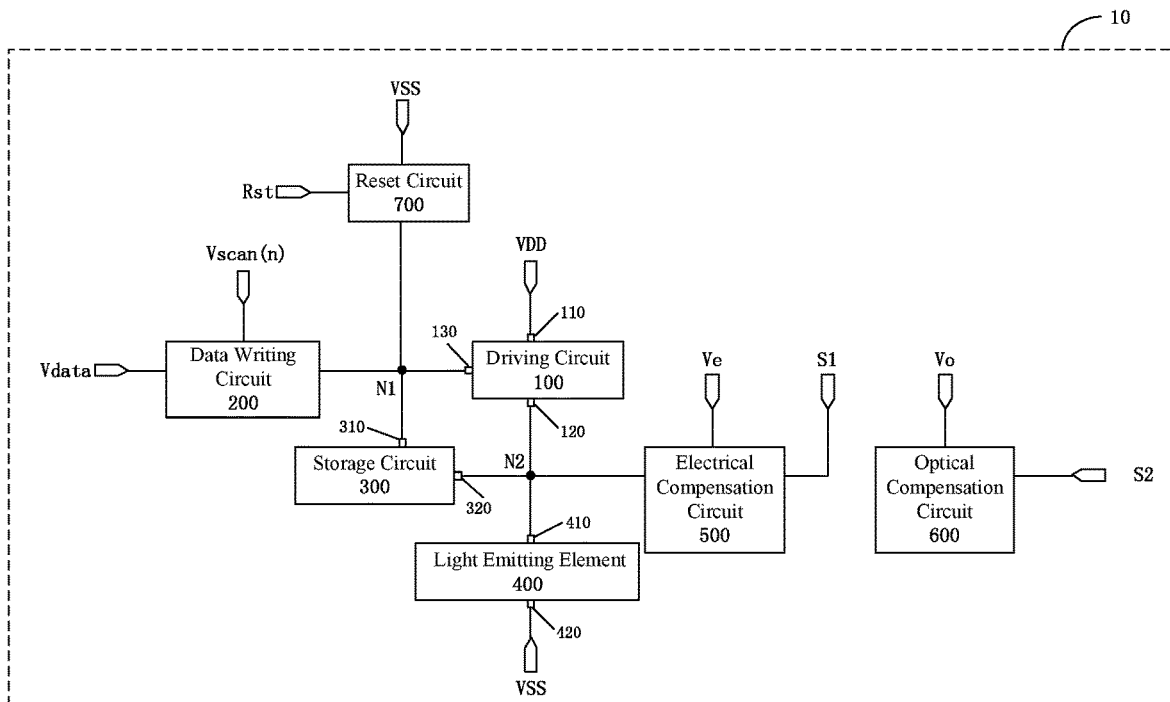 10
VSS
Reset Circuit
700
Rst
Vscan(n)
VDD
110
130
Data Writing
Circuit
200
Vdata
N1
Driving Circuit
100
Ve
S1
Vo
310
120
Storage Circuit
300
320
N2
Electrical
Compensation
Circuit
500
Optical
Compensation
Circuit
600
S2
410
Light Emitting Element
400
420
VSS